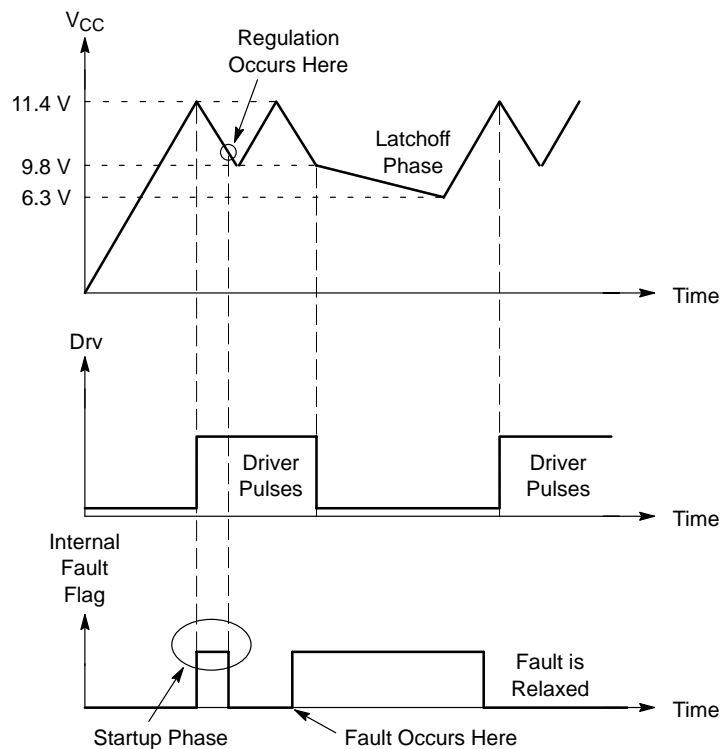 V_CC
Regulation
Occurs Here
11.4 V
Latchoff
Phase
9.8 V
6.3 V
Time
Drv
Driver
Pulses
Driver
Pulses
Time
Internal
Fault
Flag
Fault is
Relaxed
Time
Startup Phase
Fault Occurs Here